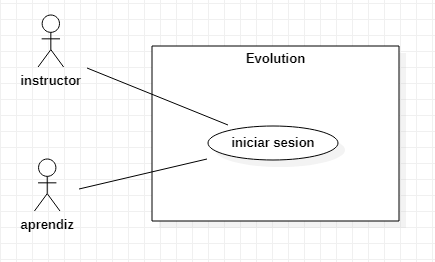 Evolution
instructor
iniciar sesion
aprendiz